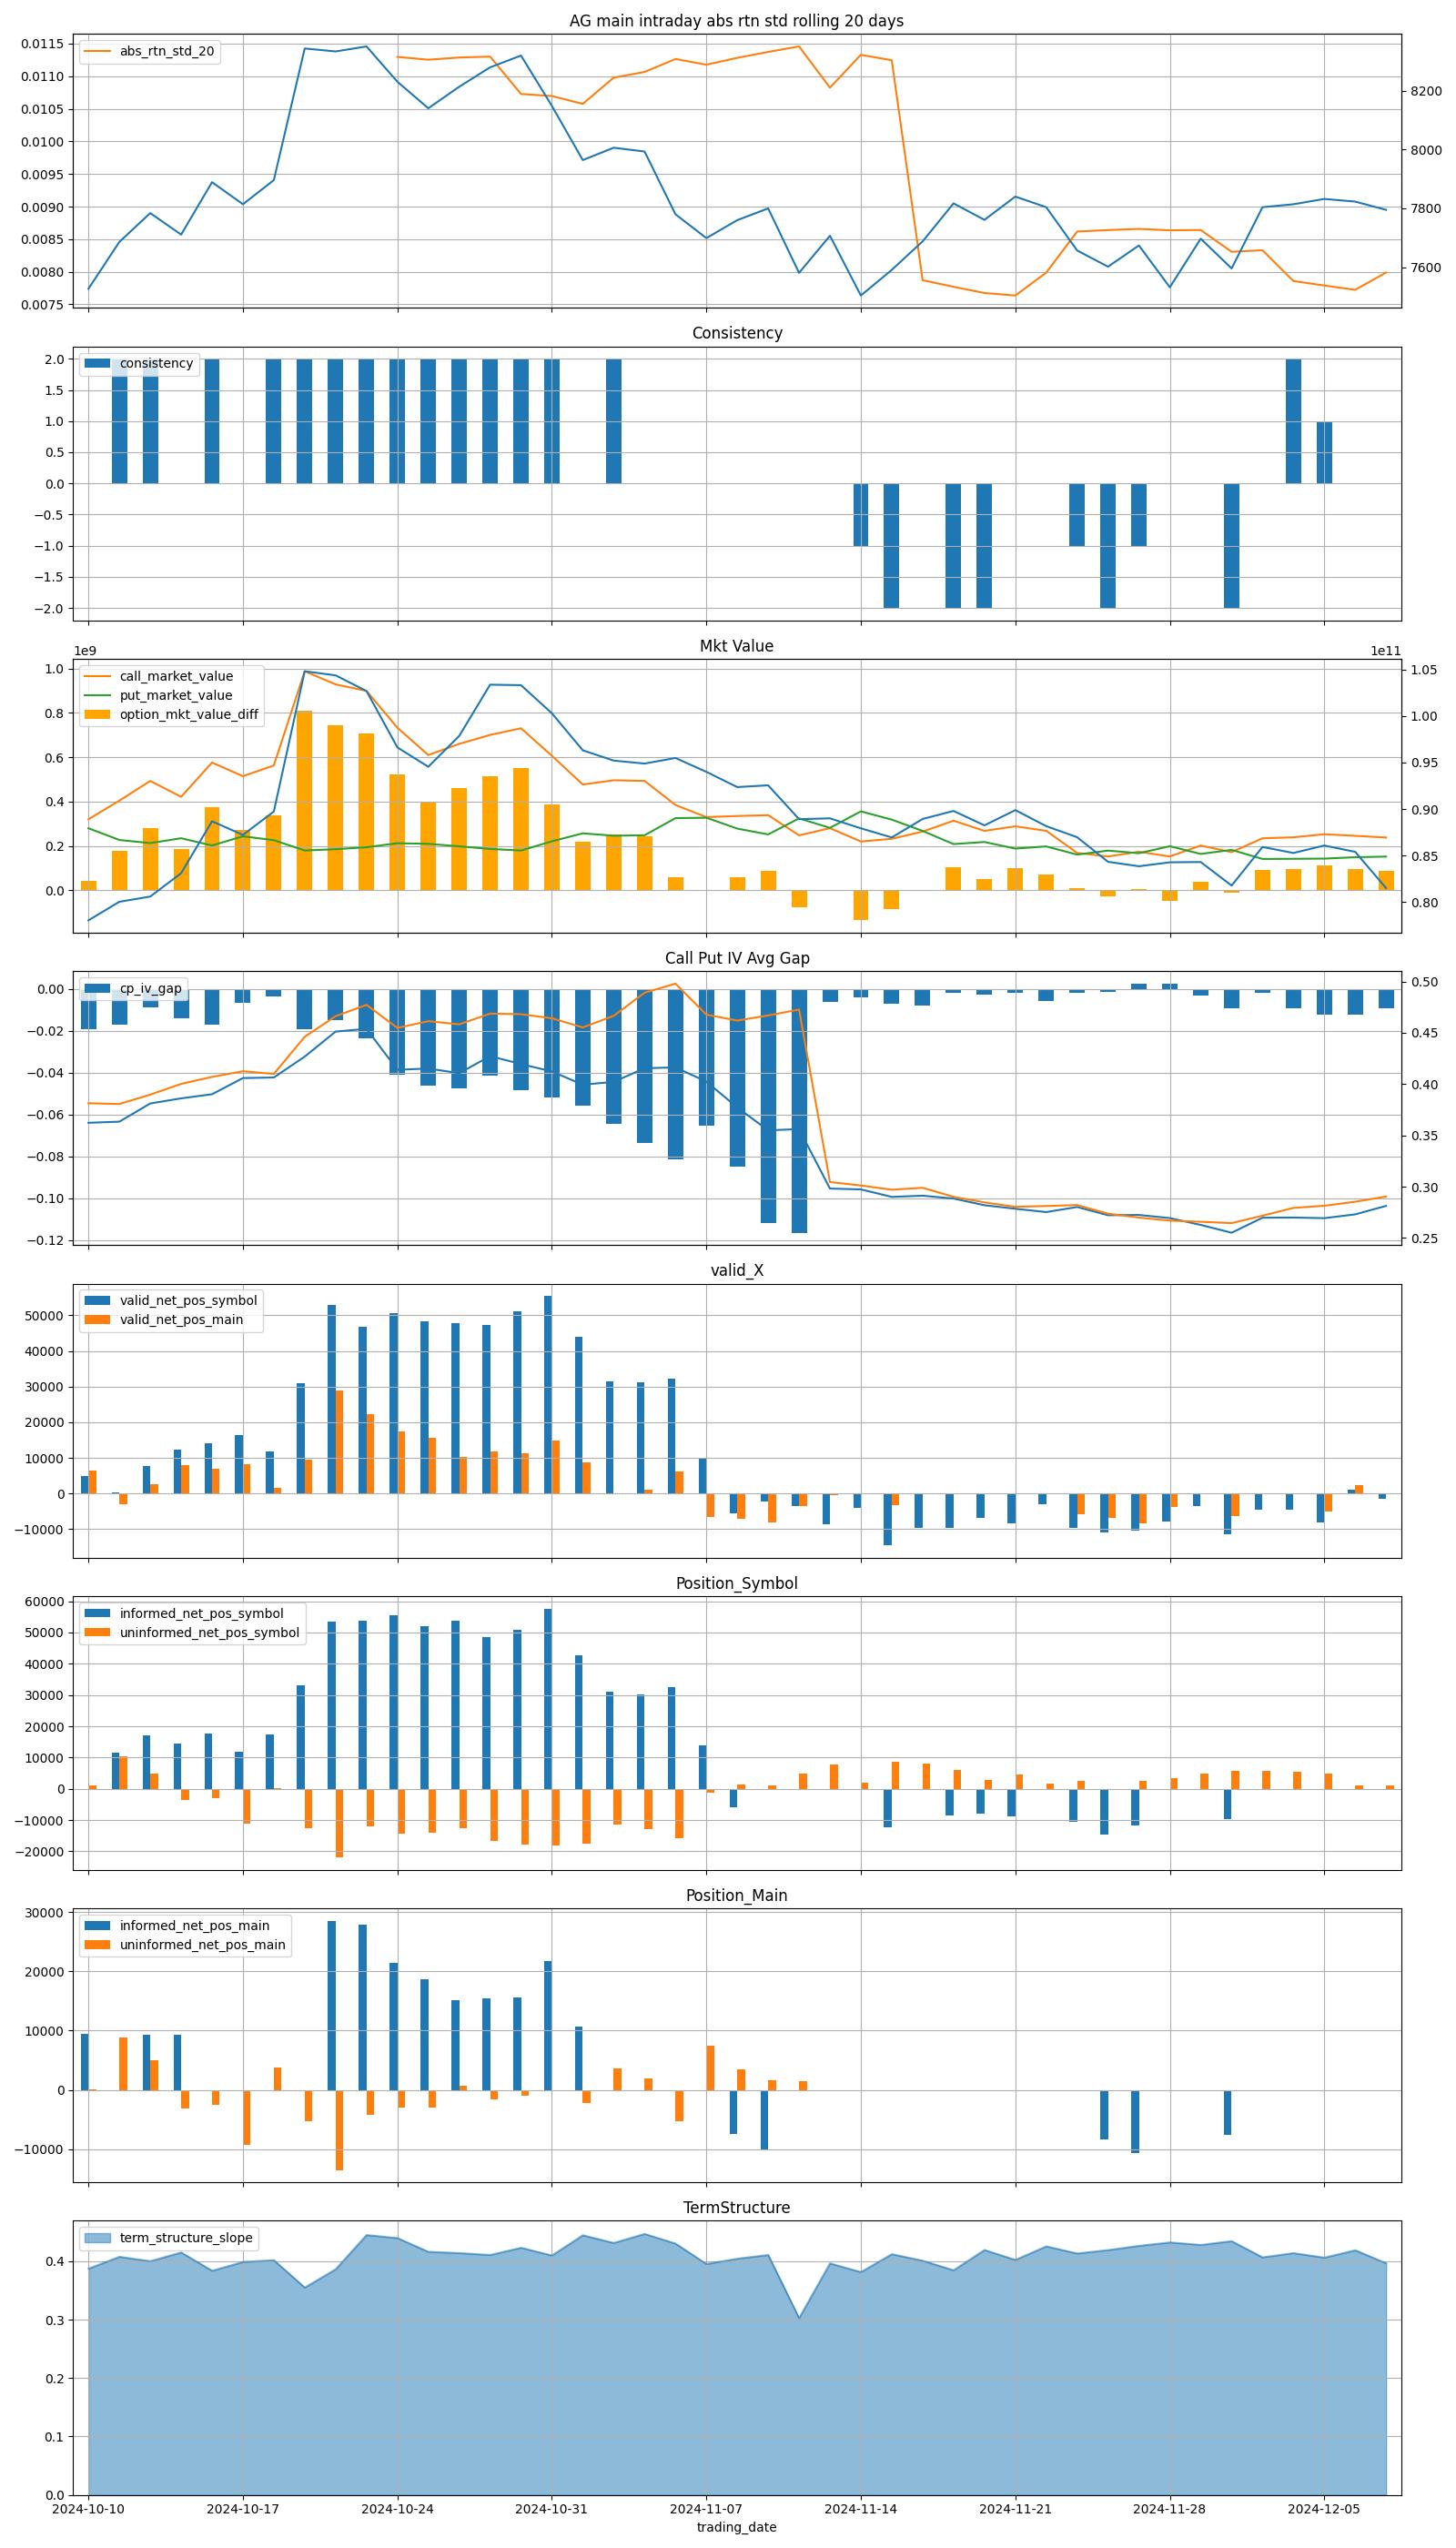 AG main intraday abs rtn std rolling 20 days
abs_rtn_std_20
0.0115
0.0110
0.0105
0.0100
0.0095
0.0090
0.0085
0.0080
0.0075
8200
8000
7800
7600
Consistency
consistency
2.0
1.5
1.0
0.5
0.0
−0.5
−1.0
−1.5
−2.0
Mkt Value
1e9
1e11
call_market_value
put_market_value
option_mkt_value_diff
1.0
0.8
0.6
0.4
0.2
0.0
1.05
1.00
0.95
0.90
0.85
0.80
Call Put IV Avg Gap
cp_iv_gap
0.00
−0.02
−0.04
−0.06
−0.08
−0.10
−0.12
0.50
0.45
0.40
0.35
0.30
0.25
valid_X
valid_net_pos_symbol
valid_net_pos_main
50000
40000
30000
20000
10000
0
−10000
Position_Symbol
informed_net_pos_symbol
uninformed_net_pos_symbol
60000
50000
40000
30000
20000
10000
0
−10000
−20000
Position_Main
informed_net_pos_main
uninformed_net_pos_main
30000
20000
10000
0
−10000
TermStructure
term_structure_slope
0.4
0.3
0.2
0.1
0.0
2024-10-10 2024-10-17 2024-10-24 2024-10-31 2024-11-07 2024-11-14 2024-11-21 2024-11-28 2024-12-05
trading_date